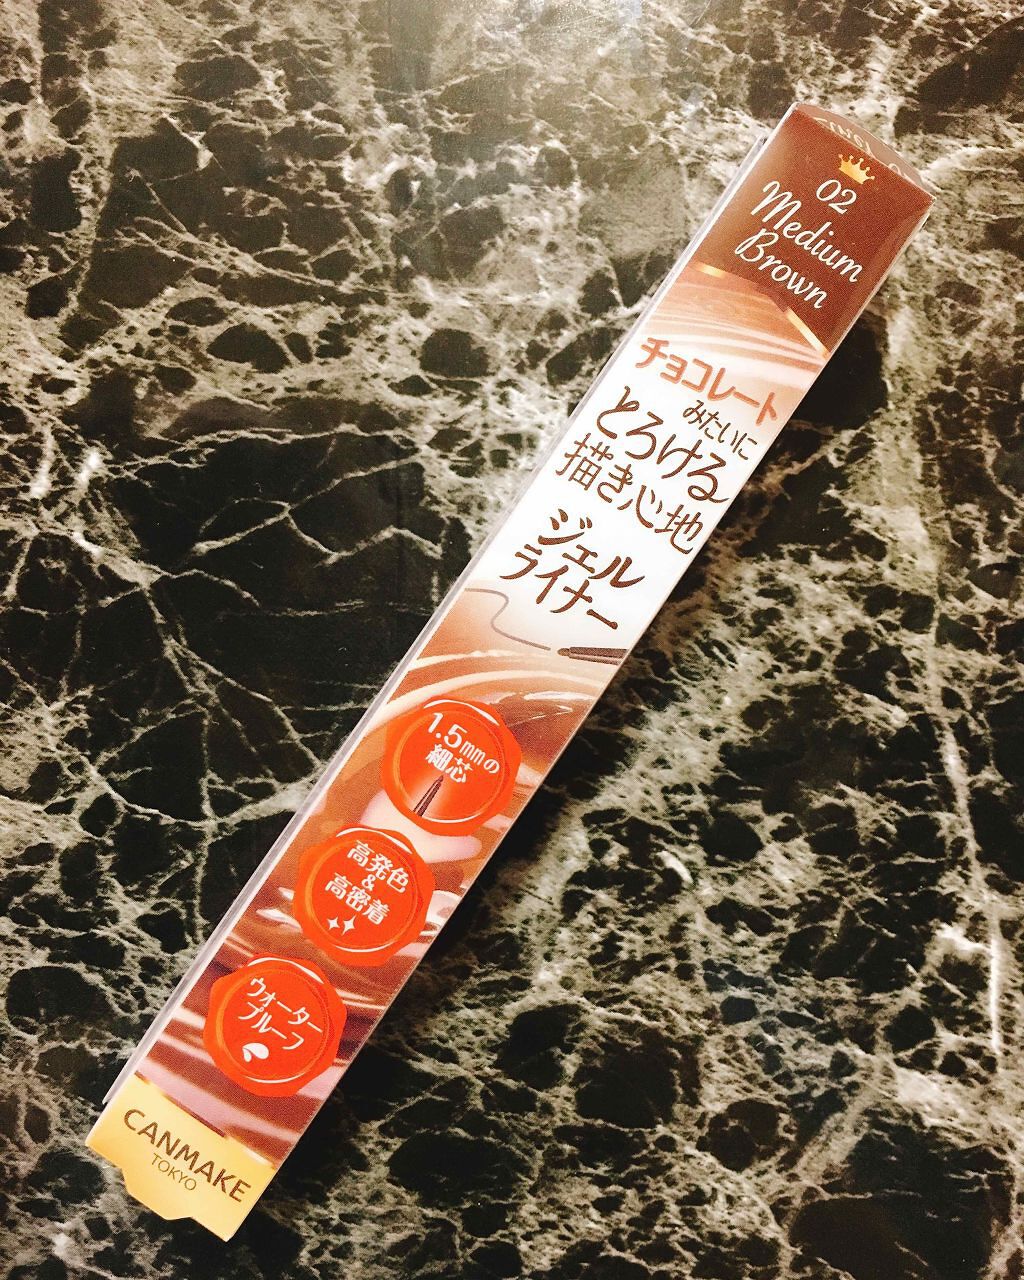 02
Medium
Brown
チョコレート
みたいに
とろける
描き心地
ジェル
ライナー
1.5mmの
細芯
高発色
&
高密着
ウォーター
プルーフ
CANMAKE
TOKYO